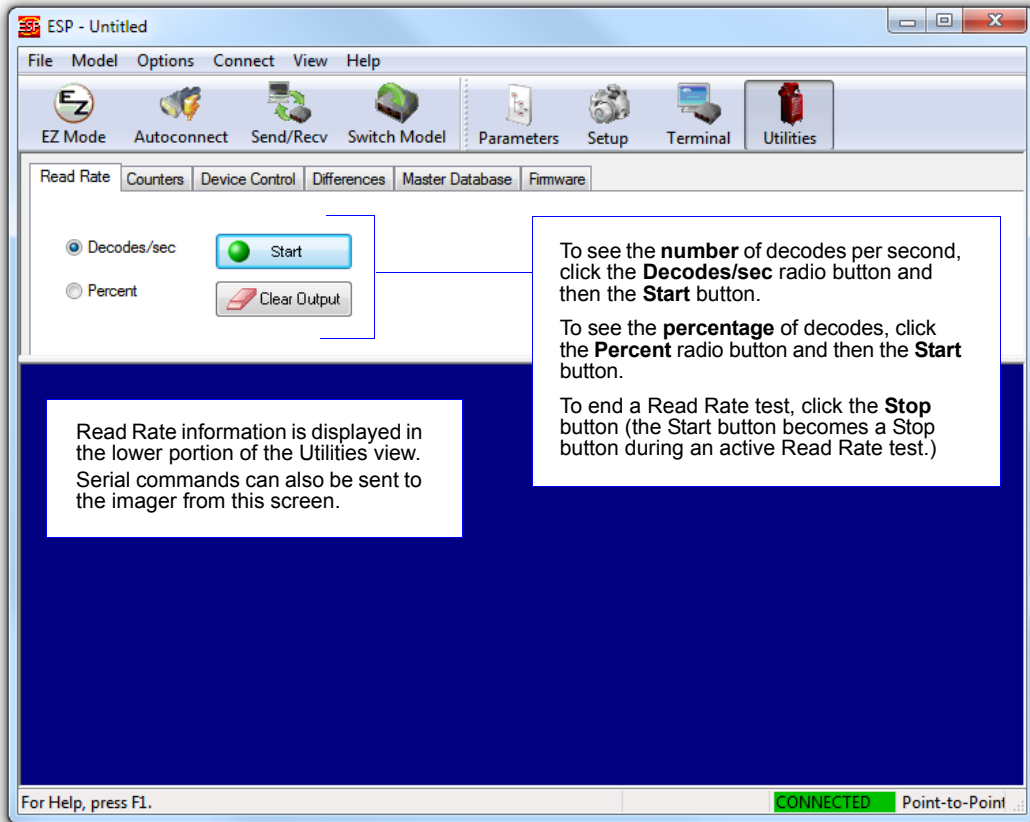 ESP ESP - Untitled
File Model Options Connect View Help
EZ
EZ Mode Autoconnect Send/Recv Switch Model Parameters Setup Terminal Utilities
Read Rate Counters Device Control Differences Master Database Firmware
Decodes/sec Start
Percent Clear Output
To see the number of decodes per second,
click the Decodes/sec radio button and
then the Start button.
To see the percentage of decodes, click
the Percent radio button and then the Start
button.
To end a Read Rate test, click the Stop
button (the Start button becomes a Stop
button during an active Read Rate test.)
Read Rate information is displayed in
the lower portion of the Utilities view.
Serial commands can also be sent to
the imager from this screen.
For Help, press F1. CONNECTED Point-to-Point